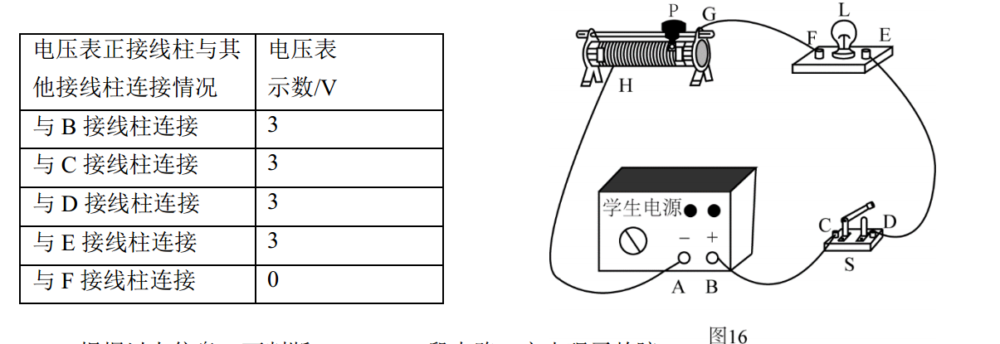 电压表正接线柱与其
他接线柱连接情况
电压表
示数/V
与 B 接线柱连接
3
与 C 接线柱连接
3
与 D 接线柱连接
3
与 E 接线柱连接
3
与 F 接线柱连接
0
P
G
L
F
E
H
学生电源
− +
A B
C
D
S
图16